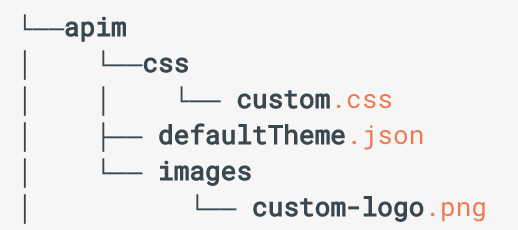 └──apim
│    └──css
│    │    └── custom.css
│    ├── defaultTheme.json
│    └── images
│          └── custom-logo.png